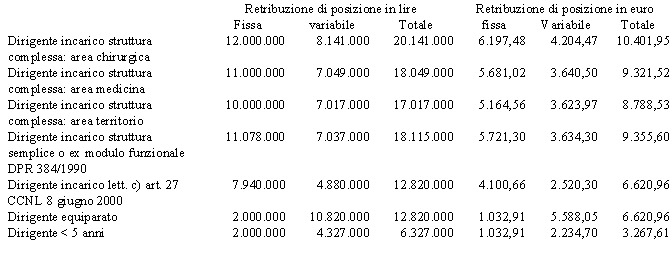 Retribuzione di posizione in lire Retribuzione di posizione in euro
Fissa variabile Totale fissa Variabile Totale
Dirigente incarico struttura 12.000.000 8.141.000 20.141.000 6.197,48 4.204,47 10.401,95
complessa: area chirurgica
Dirigente incarico struttura 11.000.000 7.049.000 18.049.000 5.681,02 3.640,50 9.321,52
complessa: area medicina
Dirigente incarico struttura 10.000.000 7.017.000 17.017.000 5.164,56 3.623,97 8.788,53
complessa: area territorio
Dirigente incarico struttura 11.078.000 7.037.000 18.115.000 5.721,30 3.634,30 9.355,60
semplice o ex modulo funzionale
DPR 384/1990
Dirigente incarico lett. c) art. 27 7.940.000 4.880.000 12.820.000 4.100,66 2.520,30 6.620,96
CCNL 8 giugno 2000
Dirigente equiparato 2.000.000 10.820.000 12.820.000 1.032,91 5.588,05 6.620,96
Dirigente < 5 anni 2.000.000 4.327.000 6.327.000 1.032,91 2.234,70 3.267,61